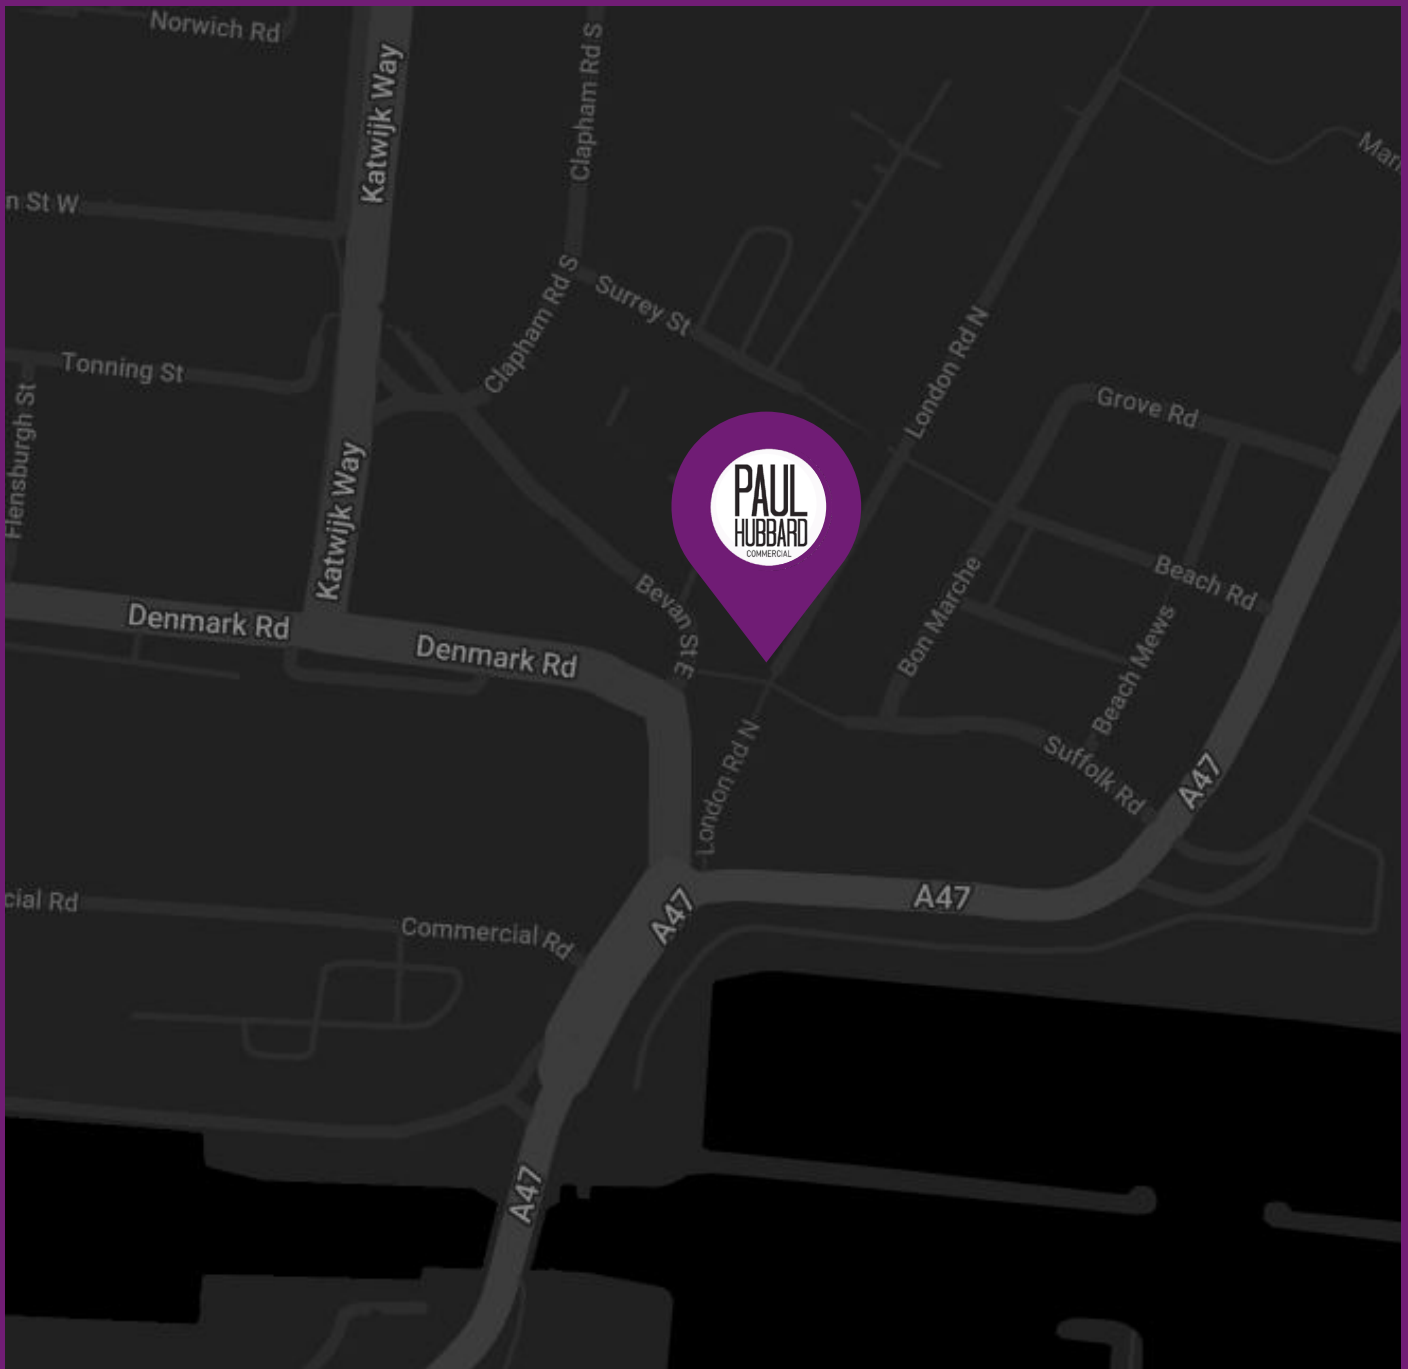 Norwich Rd
Katwijk Way
Clapham Rd S
n St W
Clapham Rd S
Surrey St
London Rd N
Tonning St
Flensburgh St
Grove Rd
PAUL
HUBBARD
COMMERCIAL
Katwijk Way
Beach Rd
Bevan St E
Bon Marche
Beach Mews
Denmark Rd
Denmark Rd
London Rd N
Suffolk Rd
A47
cial Rd
Commercial Rd
A47
A47
A47